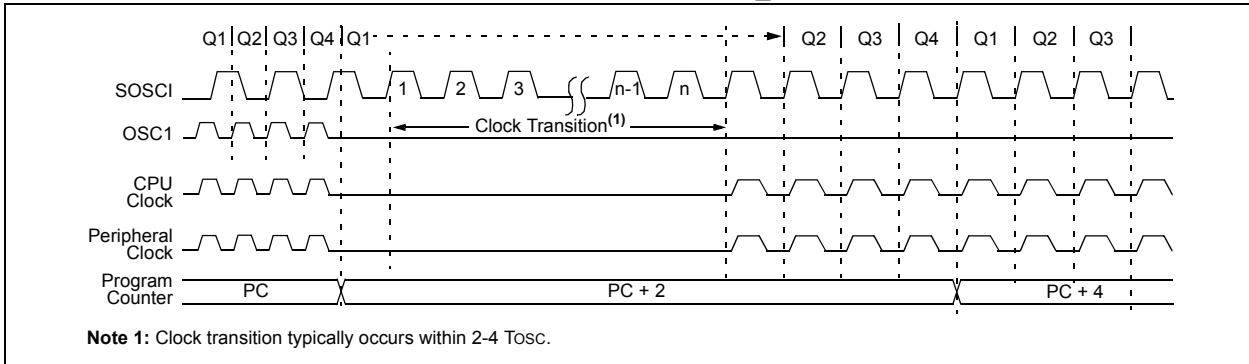 Q1 Q2 Q3 Q4 Q1 Q2 Q3 Q4 Q1 Q2 Q3
SOSCI
1 2 3 n-1 n
Clock Transition(1)
OSC1
CPU
Clock
Peripheral
Clock
Program
Counter
PC PC + 2 PC + 4
Note 1: Clock transition typically occurs within 2-4 TOSC.